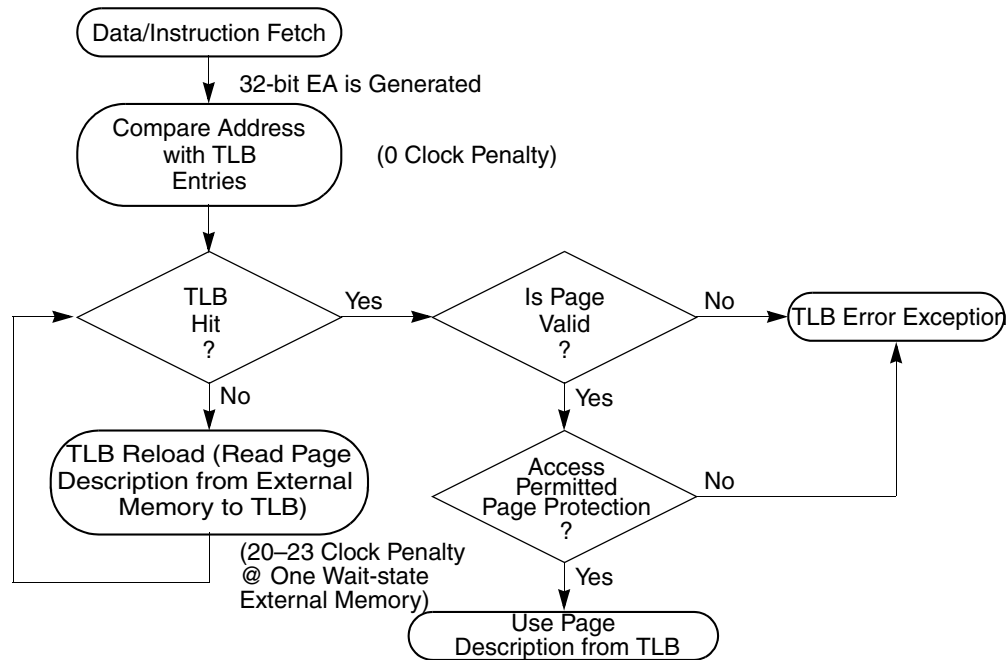 Data/Instruction Fetch
32-bit EA is Generated
Compare Address
with TLB
Entries
(0 Clock Penalty)
TLB
Hit
?
Yes
Is Page
Valid
?
No
TLB Error Exception
No
Yes
TLB Reload (Read Page
Description from External
Memory to TLB)
Access
Permitted
Page Protection
?
No
(20–23 Clock Penalty
@ One Wait-state
External Memory)
Yes
Use Page
Description from TLB